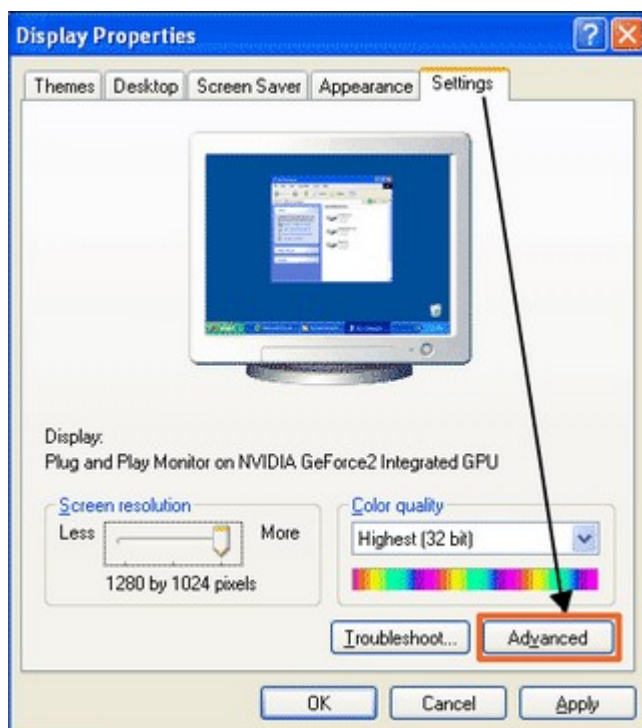 Display Properties
Themes Desktop Screen Saver Appearance Settings
Display:
Plug and Play Monitor on NVIDIA GeForce2 Integrated GPU
Screen resolution
Less More
1280 by 1024 pixels
Color quality
Highest (32 bit)
Troubleshoot... Advanced
OK Cancel Apply